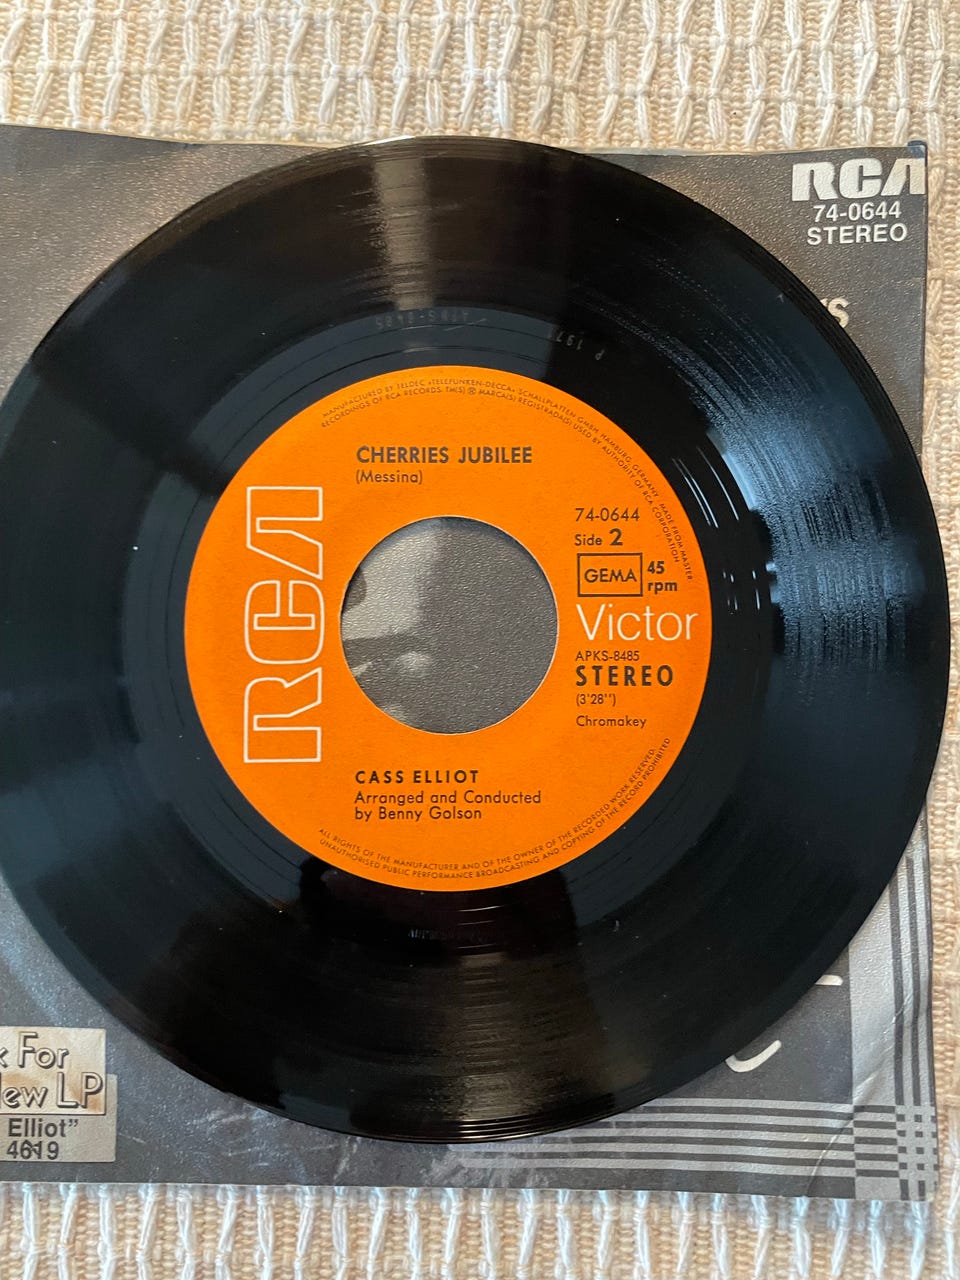 RCA
74-0644
STEREO
S
MANUFACTURED BY TELDEC »TELEFUNKEN-DECCA« SCHALLPLATTEN GMBH, HAMBURG, GERMANY, MADE FROM MASTER
RECORDINGS OF RCA RECORDS. TM(S) ® MARCA(S) REGISTRADA(S) USED BY AUTHORITY OF RCA CORPORATION
CHERRIES JUBILEE
(Messina)
74-0644
Side 2
GEMA
45
rpm
RCA
Victor
APKS-8485
STEREO
(3'28'')
Chromakey
CASS ELLIOT
Arranged and Conducted
by Benny Golson
ALL RIGHTS OF THE MANUFACTURER AND OF THE OWNER OF THE RECORDED WORK RESERVED.
UNAUTHORISED PUBLIC PERFORMANCE BROADCASTING AND COPYING OF THE RECORD PROHIBITED
For
New LP
Elliot"
4619